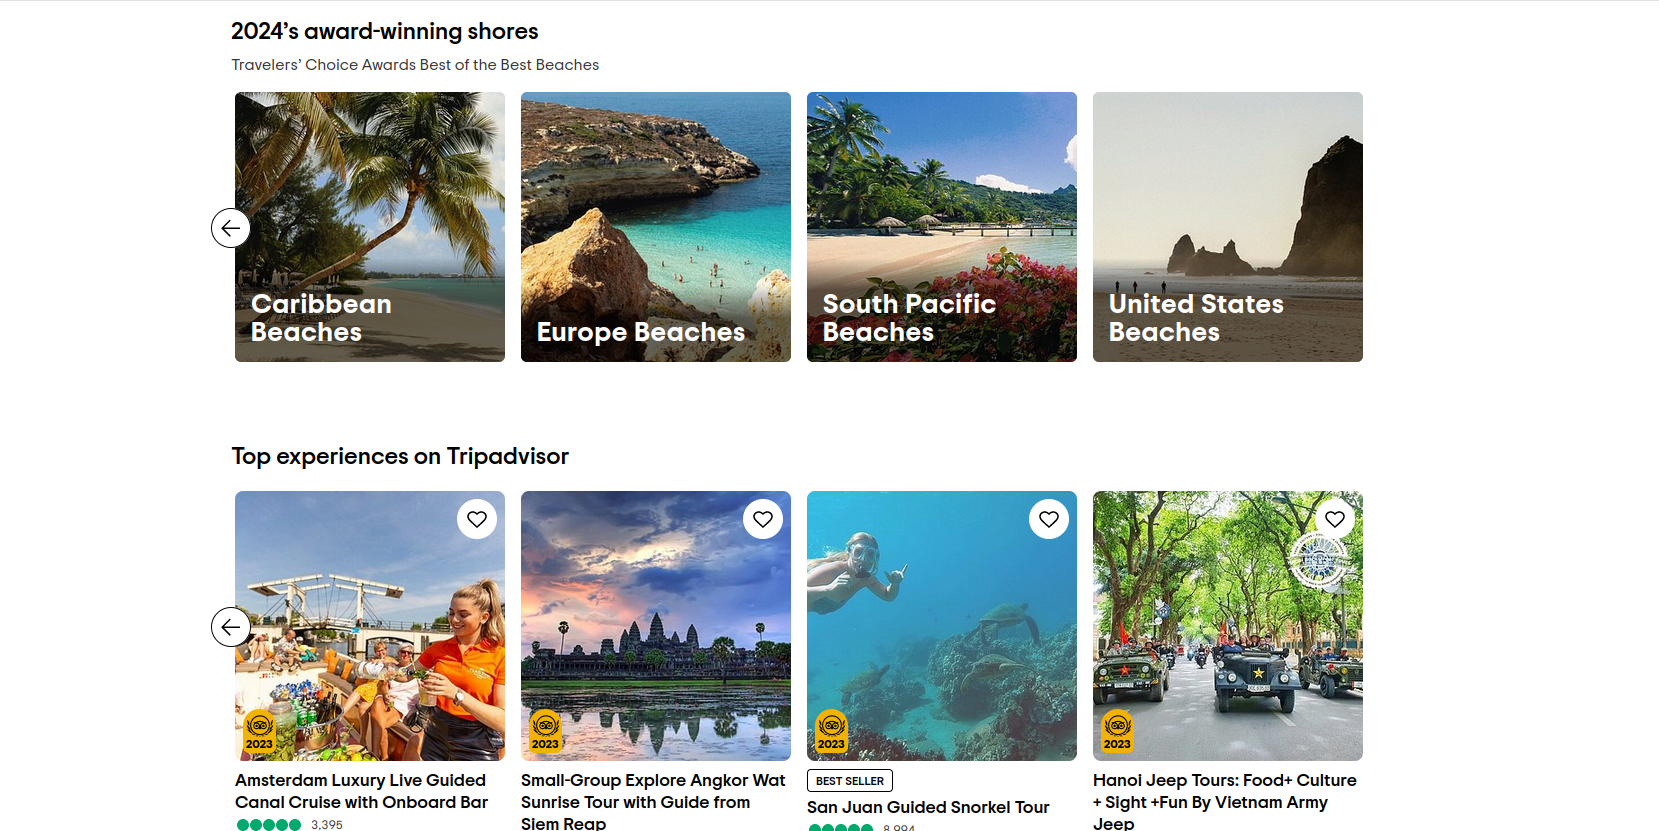 2024’s award-winning shores
Travelers’ Choice Awards Best of the Best Beaches
Caribbean
Beaches
Europe Beaches
South Pacific
Beaches
United States
Beaches
Top experiences on Tripadvisor
2023
2023
2023
2023
Amsterdam Luxury Live Guided
Canal Cruise with Onboard Bar
3,395
Small-Group Explore Angkor Wat
Sunrise Tour with Guide from
Siem Reap
BEST SELLER
San Juan Guided Snorkel Tour
8,994
Hanoi Jeep Tours: Food+ Culture
+ Sight +Fun By Vietnam Army
Jeep